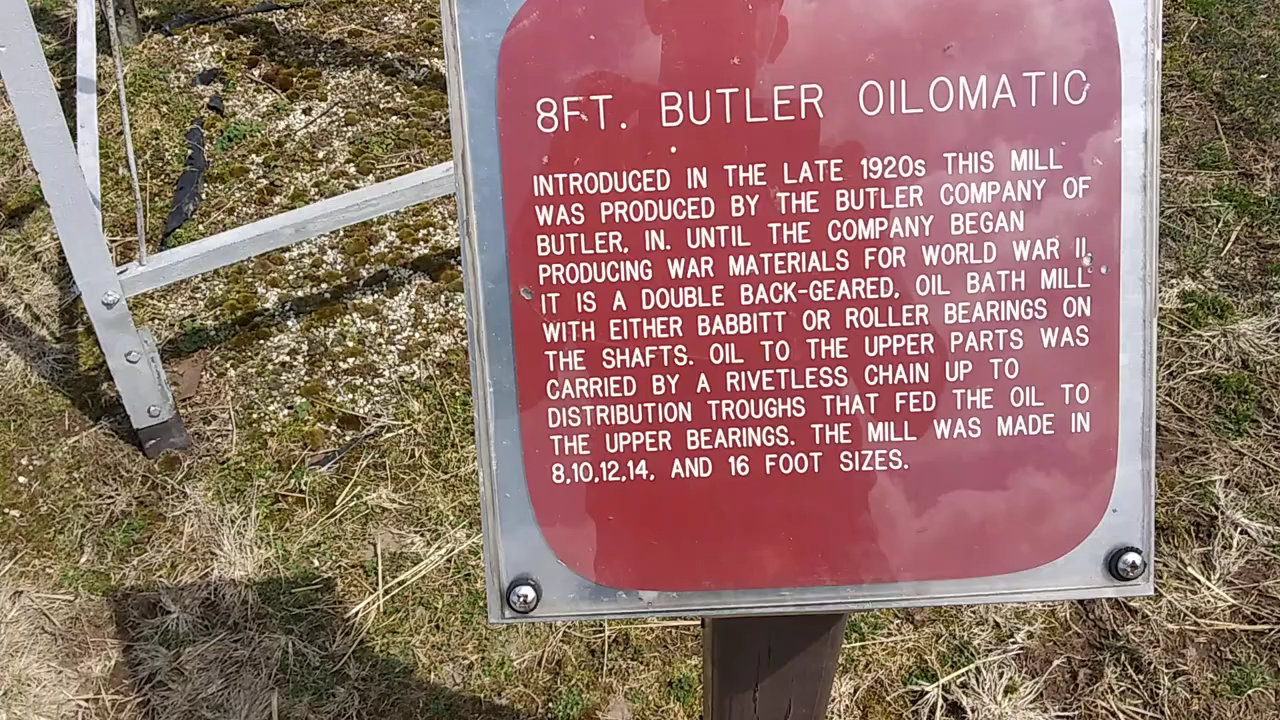 8FT. BUTLER OILOMATIC
INTRODUCED IN THE LATE 1920s THIS MILL
WAS PRODUCED BY THE BUTLER COMPANY OF
BUTLER, IN. UNTIL THE COMPANY BEGAN
PRODUCING WAR MATERIALS FOR WORLD WAR II.
IT IS A DOUBLE BACK-GEARED, OIL BATH MILL
WITH EITHER BABBITT OR ROLLER BEARINGS ON
THE SHAFTS. OIL TO THE UPPER PARTS WAS
CARRIED BY A RIVETLESS CHAIN UP TO
DISTRIBUTION TROUGHS THAT FED THE OIL TO
THE UPPER BEARINGS. THE MILL WAS MADE IN
8,10,12,14, AND 16 FOOT SIZES.